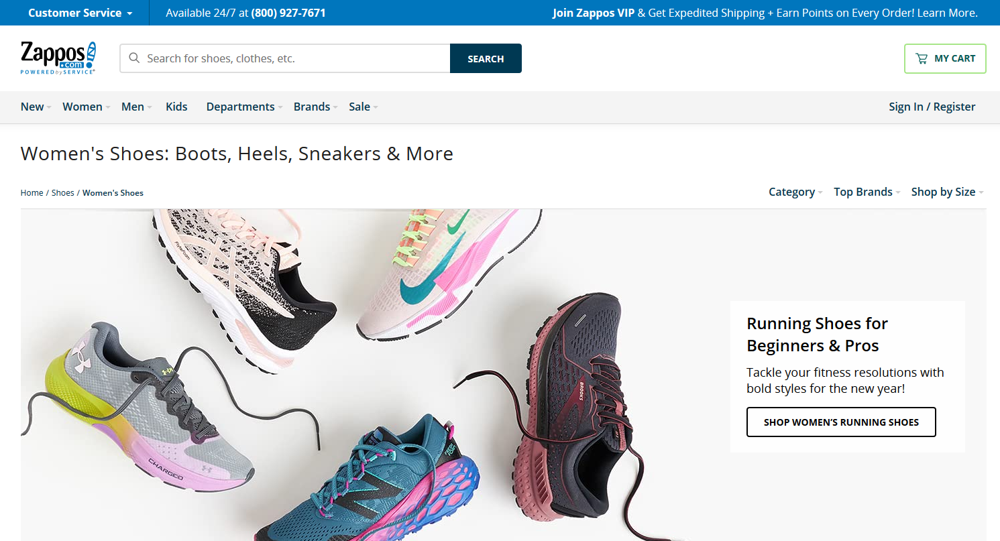 Customer Service
Available 24/7 at (800) 927-7671
Join Zappos VIP & Get Expedited Shipping + Earn Points on Every Order! Learn More.
Zappos
.com
POWERED by SERVICE®
Search for shoes, clothes, etc.
SEARCH
MY CART
New
Women
Men
Kids
Departments
Brands
Sale
Sign In / Register
Women's Shoes: Boots, Heels, Sneakers & More
Home / Shoes / Women's Shoes
Category
Top Brands
Shop by Size
FlyteFoam
BROOKS
CHARGED
FRESH FOAM
Running Shoes for
Beginners & Pros
Tackle your fitness resolutions with
bold styles for the new year!
SHOP WOMEN’S RUNNING SHOES